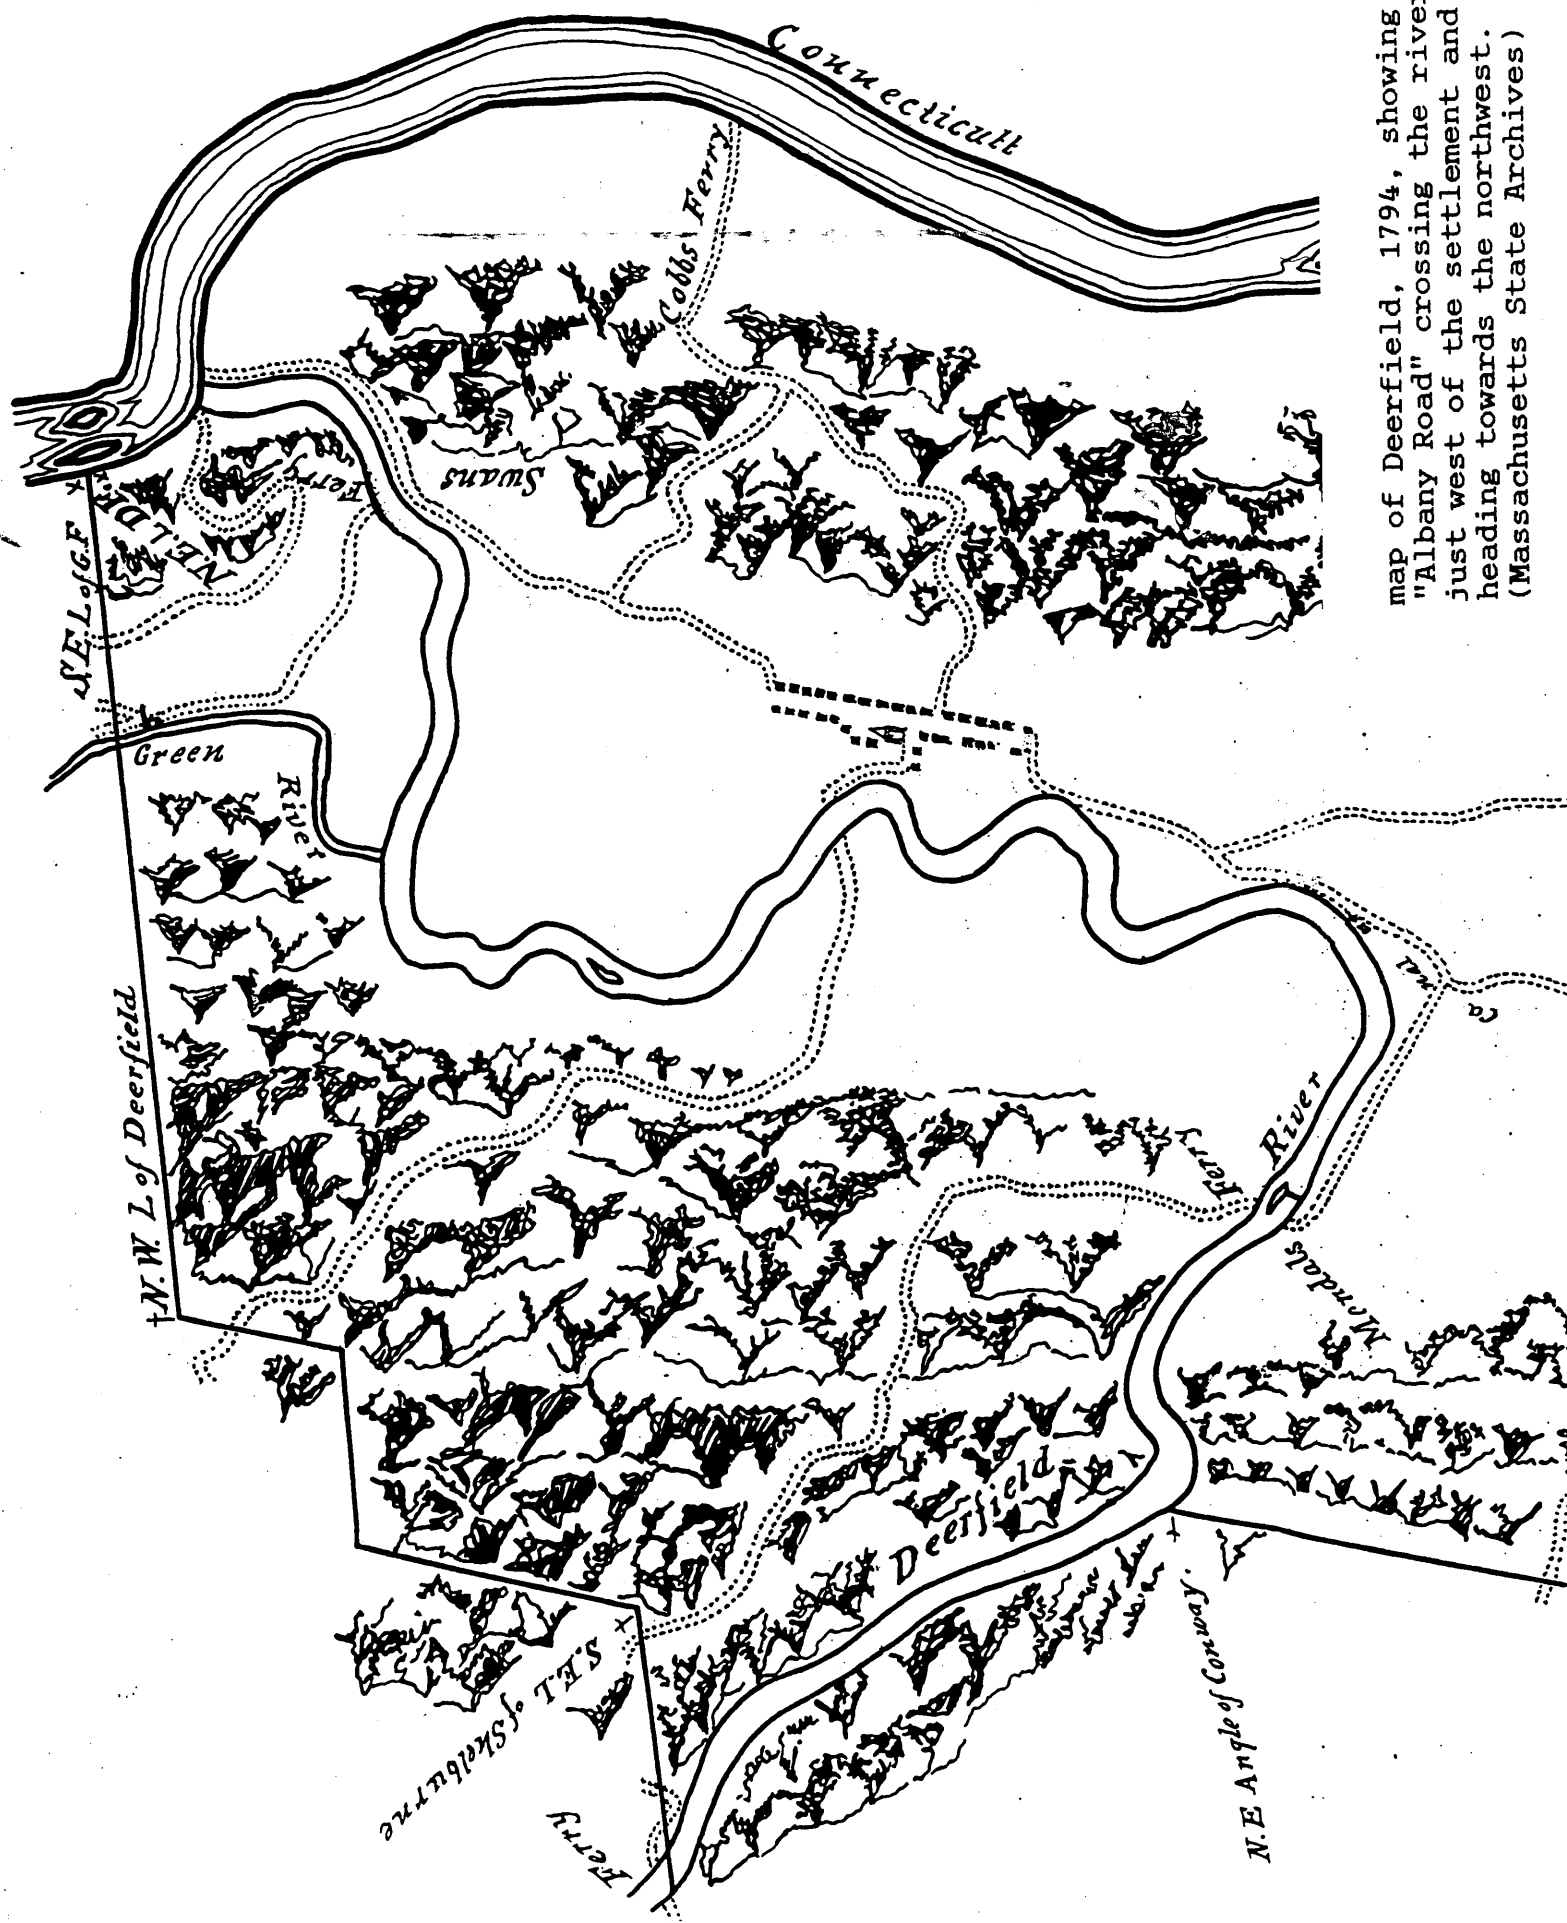 Connecticutt
Cobbs Ferry
Swans
Ferry
NEL D
S.E L of G.F
Green
River
N.W. L of Deerfield
River
Ferry
Mondals
Deerfield
S.E.L
of Shelburne
Ferry
N.E Angle of Conway.
map of Deerfield, 1794, showing
"Albany Road" crossing the river
just west of the settlement and
heading towards the northwest.
(Massachusetts State Archives)